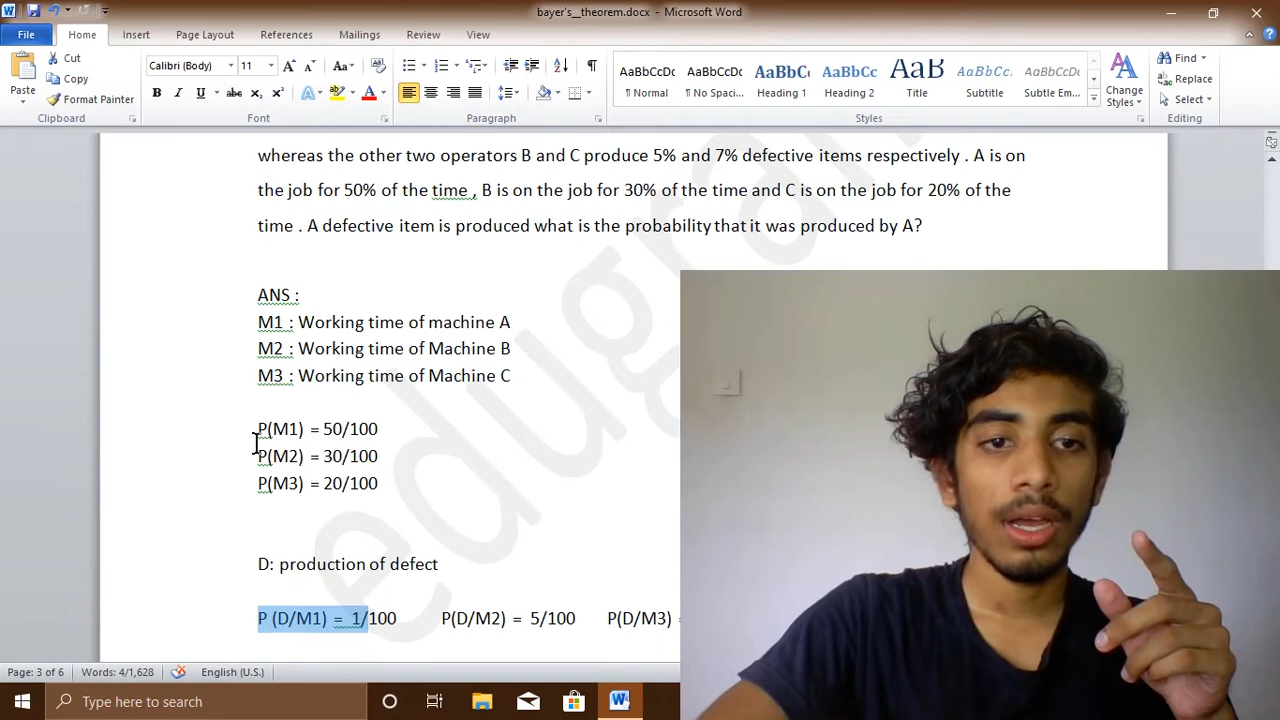 bayer's__theorem.docx - Microsoft Word
File Home Insert Page Layout References Mailings Review View
Cut
Copy
Format Painter
Paste
Clipboard
Calibri (Body) 11
Font
Paragraph
AaBbCcDc AaBbCcDc AaBbC AaBbCc AaB AaBbCcL AaBbCcDc
¶ Normal ¶ No Spaci... Heading 1 Heading 2 Title Subtitle Subtle Em...
Styles
Change
Styles
Find
Replace
Select
Editing
whereas the other two operators B and C produce 5% and 7% defective items respectively . A is on
the job for 50% of the time , B is on the job for 30% of the time and C is on the job for 20% of the
time . A defective item is produced what is the probability that it was produced by A?
ANS :
M1 : Working time of machine A
M2 : Working time of Machine B
M3 : Working time of Machine C
P(M1) = 50/100
P(M2) = 30/100
P(M3) = 20/100
D: production of defect
P (D/M1) = 1/100 P(D/M2) = 5/100 P(D/M3) =
edugran
Page: 3 of 6 Words: 4/1,628 English (U.S.)
Type here to search